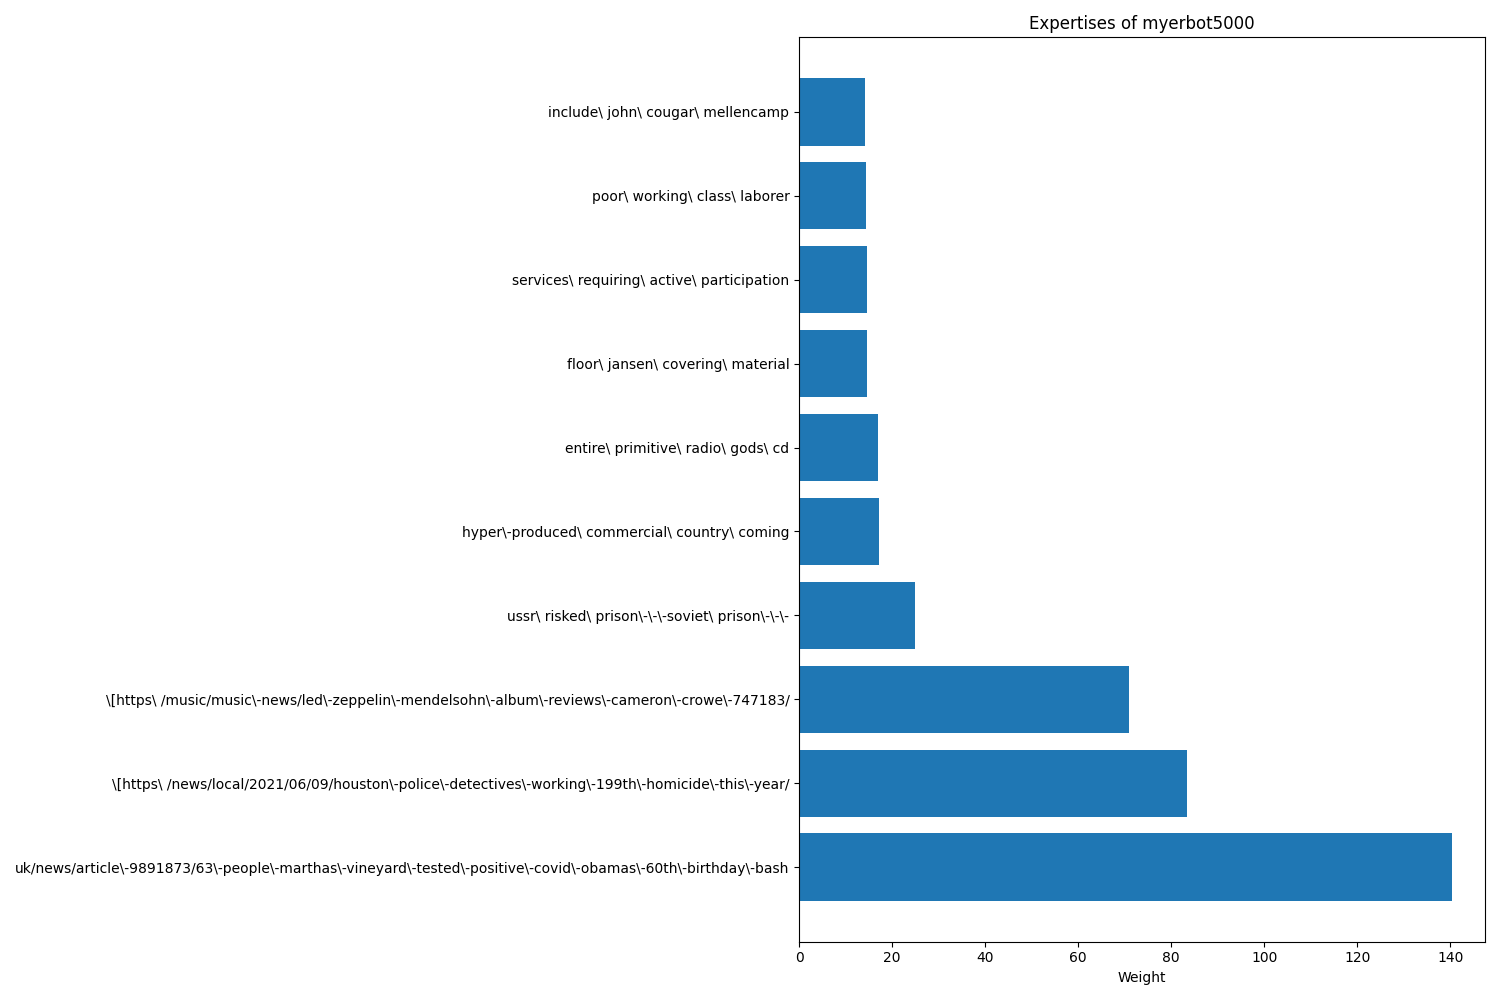 Expertises of myerbot5000
include\ john\ cougar\ mellencamp
poor\ working\ class\ laborer
services\ requiring\ active\ participation
floor\ jansen\ covering\ material
entire\ primitive\ radio\ gods\ cd
hyper\-produced\ commercial\ country\ coming
ussr\ risked\ prison\-\-\-soviet\ prison\-\-\-
\[https\ /music/music\-news/led\-zeppelin\-mendelsohn\-album\-reviews\-cameron\-crowe\-747183/
\[https\ /news/local/2021/06/09/houston\-police\-detectives\-working\-199th\-homicide\-this\-year/
uk/news/article\-9891873/63\-people\-marthas\-vineyard\-tested\-positive\-covid\-obamas\-60th\-birthday\-bash
0 20 40 60 80 100 120 140
Weight